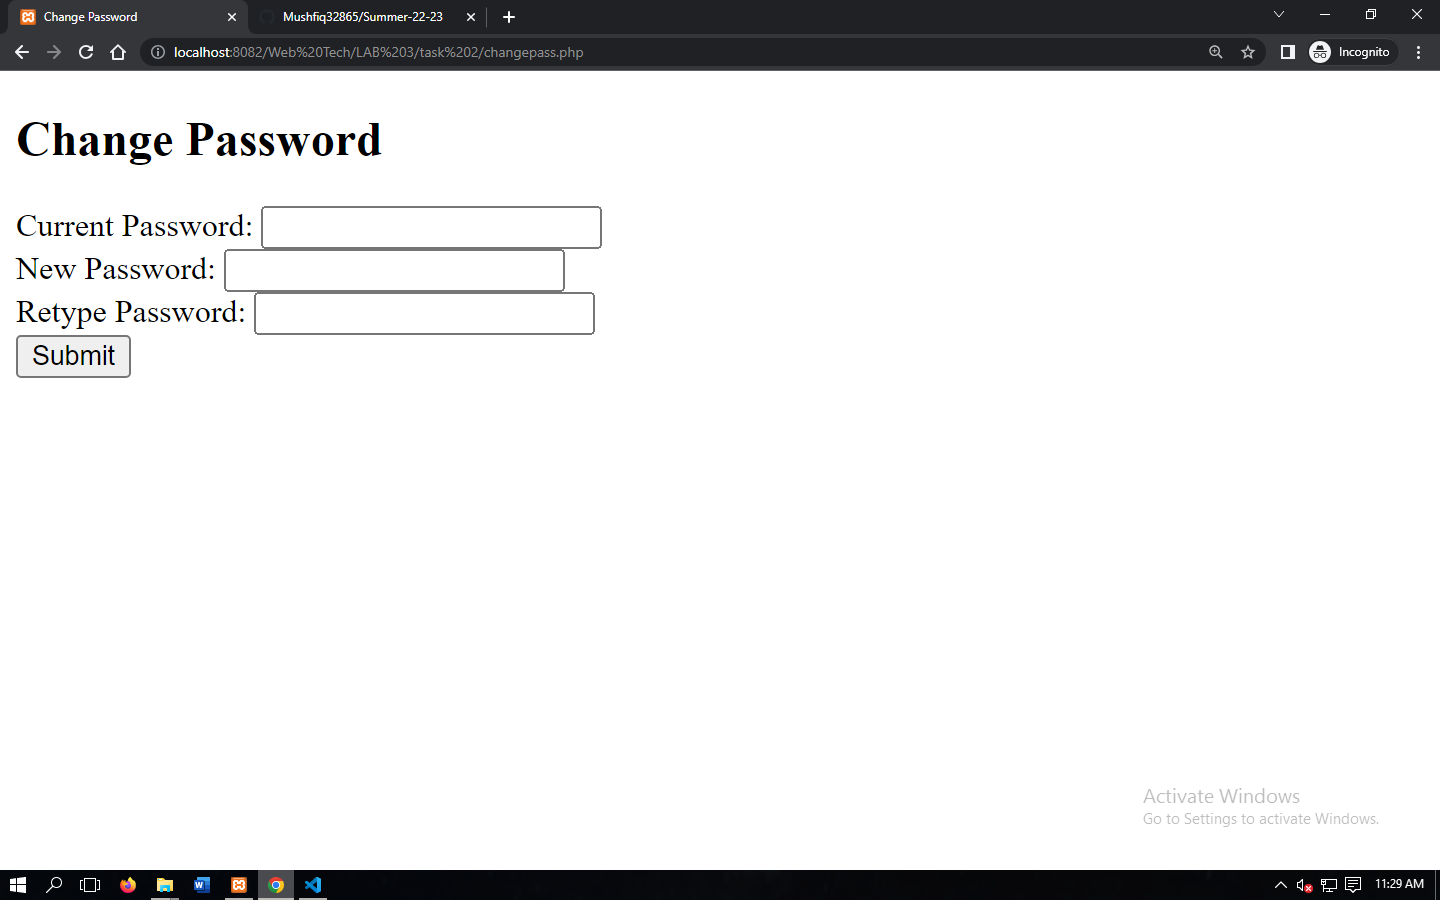 Change Password
Mushfiq32865/Summer-22-23
localhost:8082/Web%20Tech/LAB%203/task%202/changepass.php
Incognito
Change Password
Current Password:
New Password:
Retype Password:
Submit
Activate Windows
Go to Settings to activate Windows.
11:29 AM